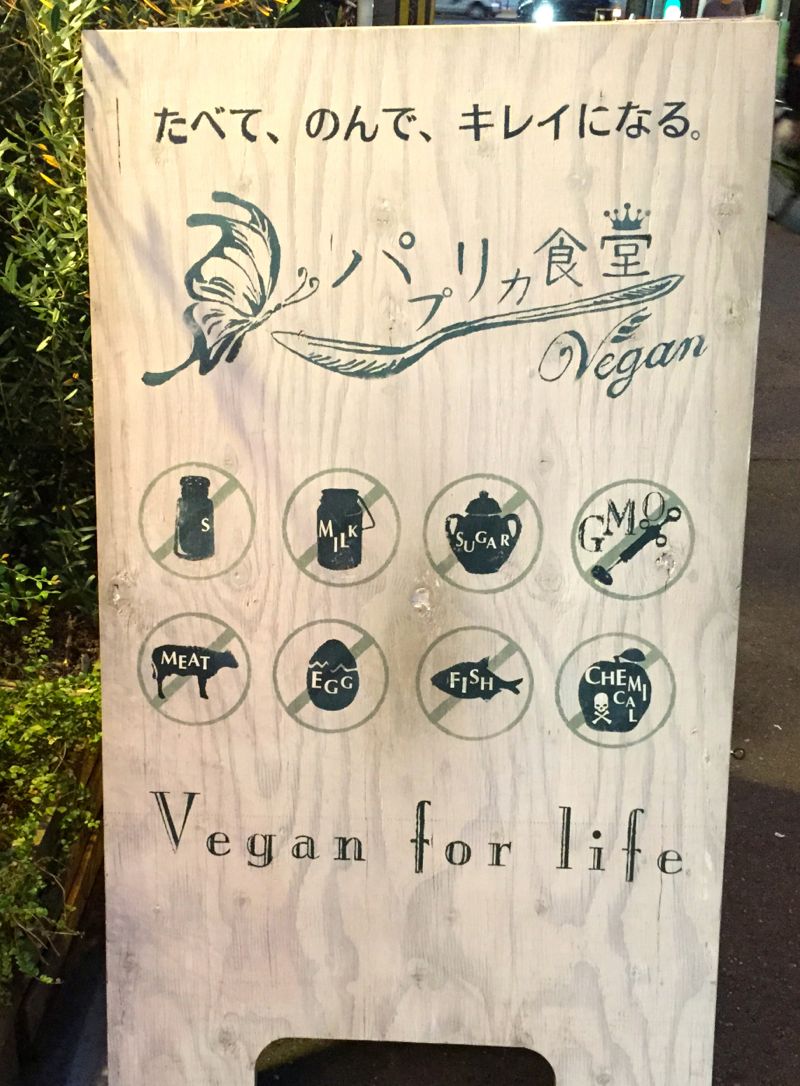 たべて、のんで、キレイになる。
パプリカ食堂
Vegan
S
MILK
SUGAR
GMO
MEAT
EGG
FISH
CHEMICAL
Vegan for life